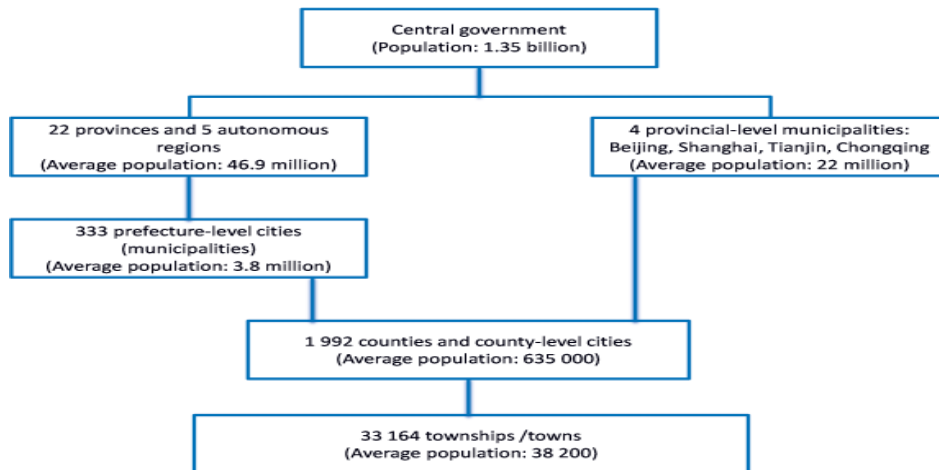 Central government
(Population: 1.35 billion)
22 provinces and 5 autonomous
regions
(Average population: 46.9 million)
4 provincial-level municipalities:
Beijing, Shanghai, Tianjin, Chongqing
(Average population: 22 million)
333 prefecture-level cities
(municipalities)
(Average population: 3.8 million)
1 992 counties and county-level cities
(Average population: 635 000)
33 164 townships /towns
(Average population: 38 200)